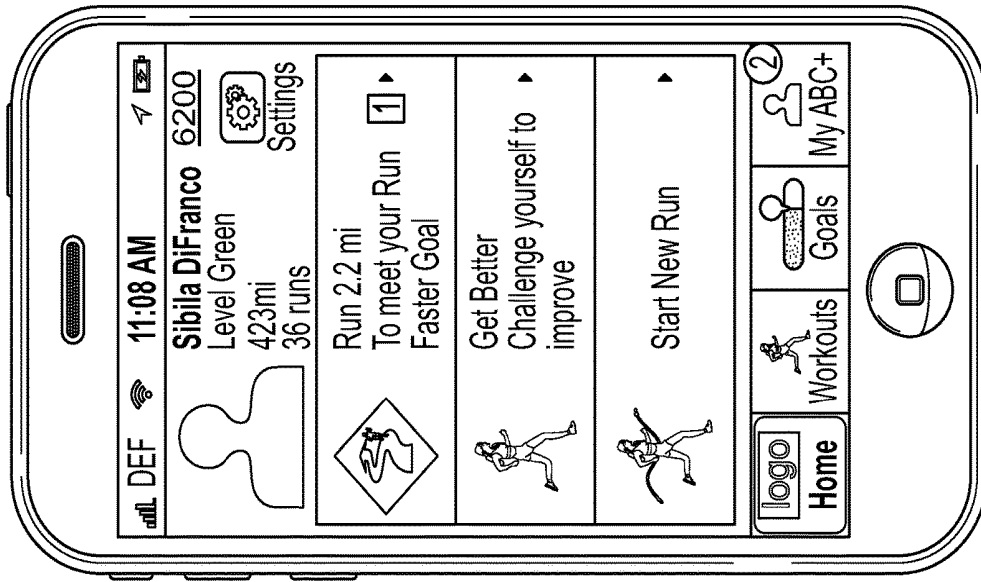 DEF 11:08 AM
Sibila DiFranco 6200
Level Green
423mi
36 runs
Settings
Run 2.2 mi
To meet your Run 1
Faster Goal
Get Better
Challenge yourself to
improve
Start New Run
logo
Home
Workouts
Goals
2
My ABC+